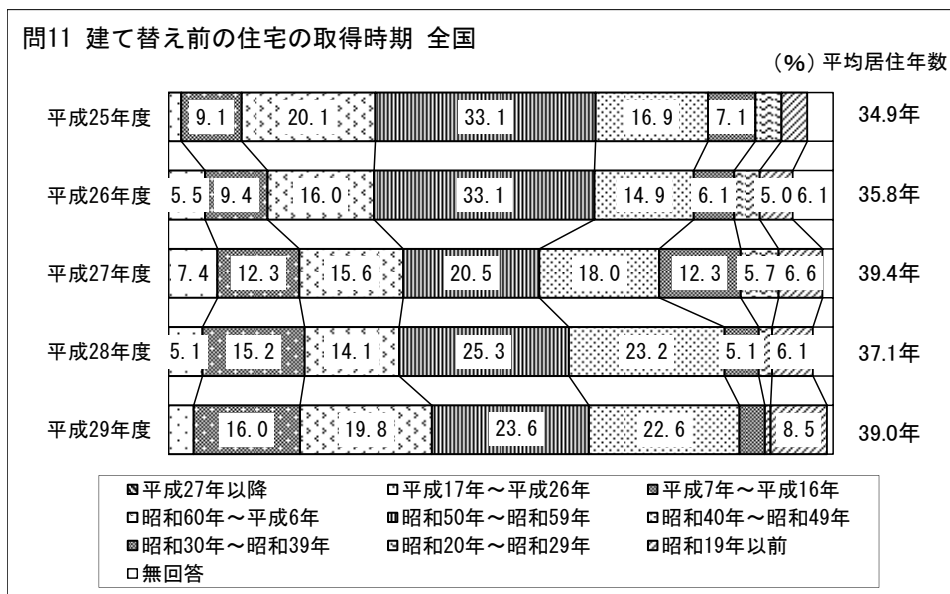 問11 建て替え前の住宅の取得時期 全国
(%) 平均居住年数
平成25年度 9.1 20.1 33.1 16.9 7.1 34.9年
平成26年度 5.5 9.4 16.0 33.1 14.9 6.1 5.0 6.1 35.8年
平成27年度 7.4 12.3 15.6 20.5 18.0 12.3 5.7 6.6 39.4年
平成28年度 5.1 15.2 14.1 25.3 23.2 5.1 6.1 37.1年
平成29年度 16.0 19.8 23.6 22.6 8.5 39.0年
平成27年以降 平成17年～平成26年 平成7年～平成16年
昭和60年～平成6年 昭和50年～昭和59年 昭和40年～昭和49年
昭和30年～昭和39年 昭和20年～昭和29年 昭和19年以前
無回答